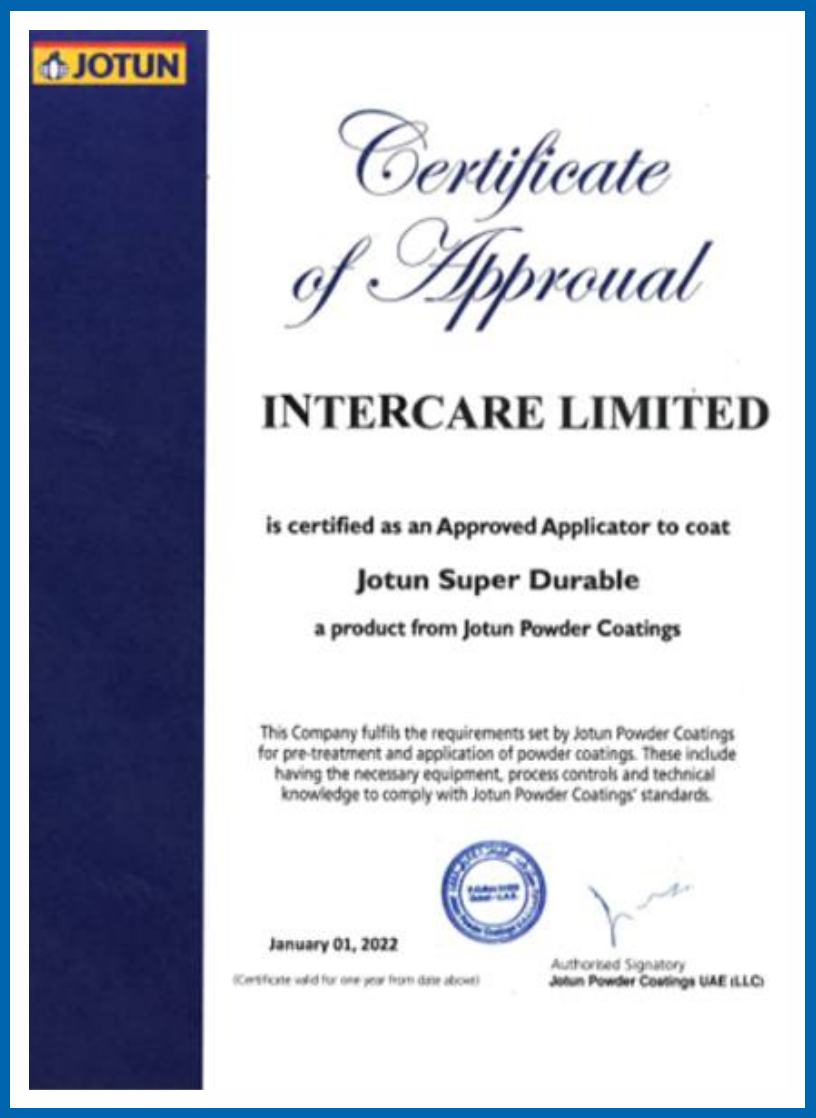 JOTUN
Certificate
of Approval
INTERCARE LIMITED
is certified as an Approved Applicator to coat
Jotun Super Durable
a product from Jotun Powder Coatings
This Company fulfils the requirements set by Jotun Powder Coatings
for pre-treatment and application of powder coatings. These include
having the necessary equipment, process controls and technical
knowledge to comply with Jotun Powder Coatings' standards.
January 01, 2022
(Certificate valid for one year from date above)
Authorised Signatory
Jotun Powder Coatings UAE (LLC)